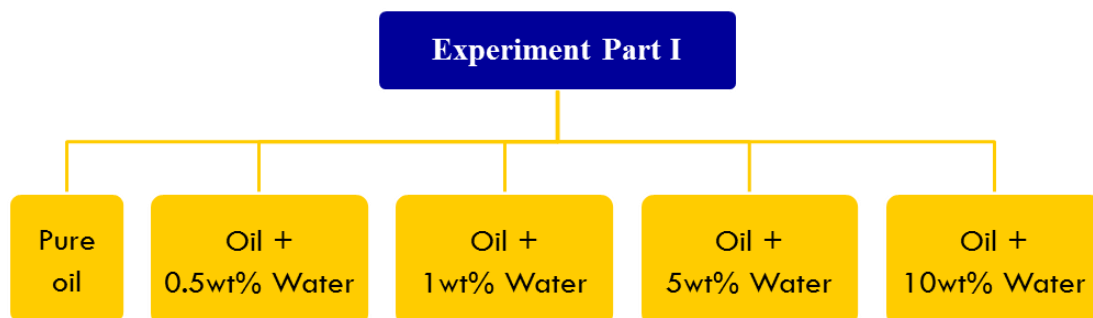 Experiment Part I
Pure
oil
Oil +
0.5wt% Water
Oil +
1wt% Water
Oil +
5wt% Water
Oil +
10wt% Water